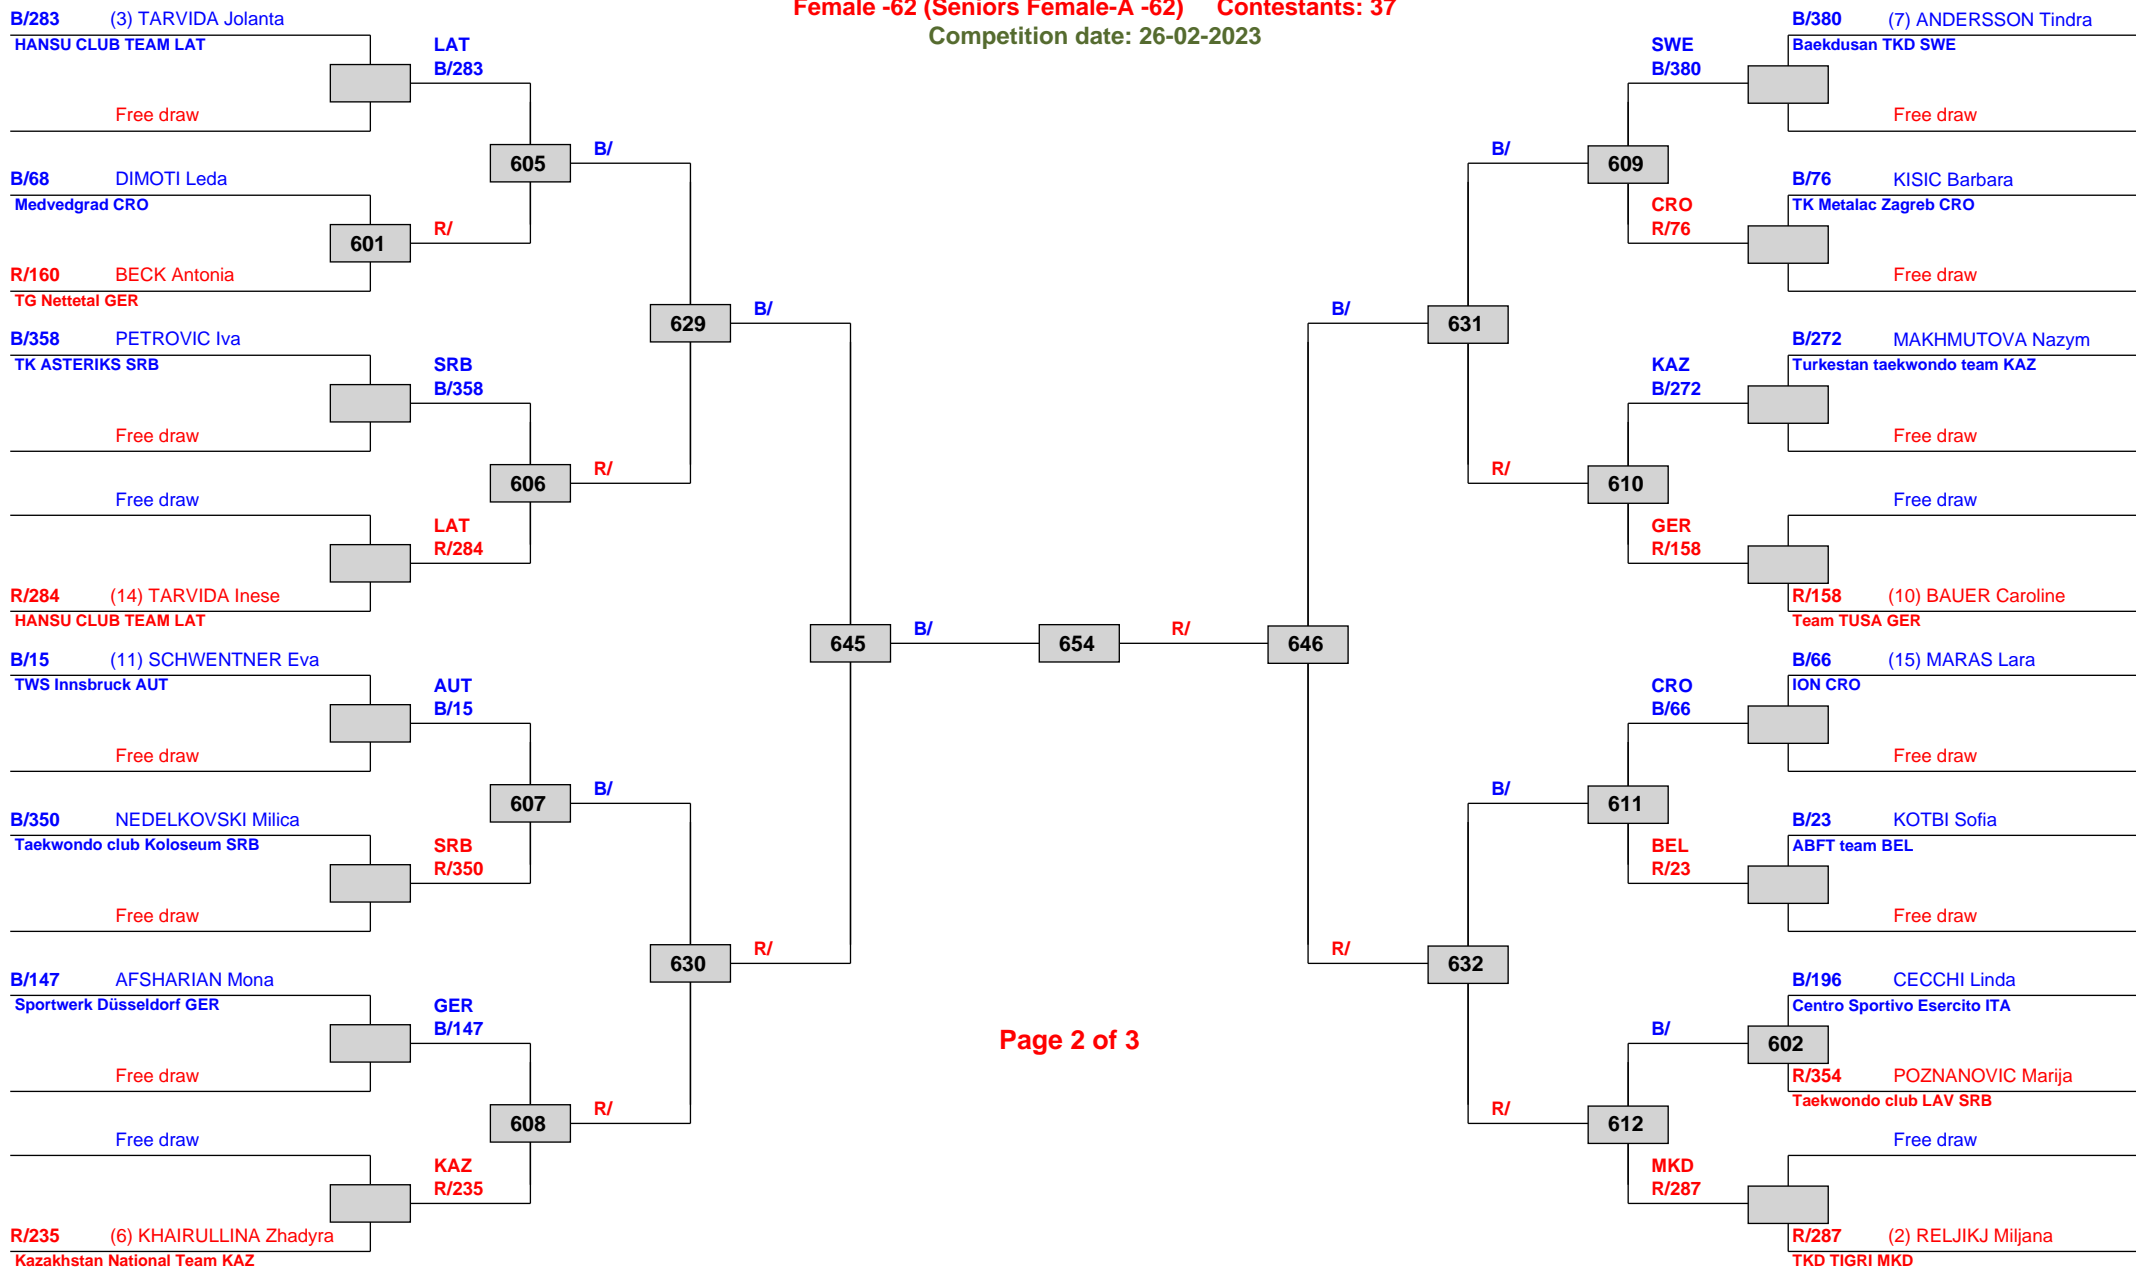 Female -62 (Seniors Female-A -62) Contestants: 37
Competition date: 26-02-2023
B/283 (3) TARVIDA Jolanta
HANSU CLUB TEAM LAT
Free draw
LAT
B/283
B/68 DIMOTI Leda
Medvedgrad CRO
601
R/160 BECK Antonia
TG Nettetal GER
R/
605
B/
B/358 PETROVIC Iva
TK ASTERIKS SRB
Free draw
SRB
B/358
Free draw
R/284 (14) TARVIDA Inese
HANSU CLUB TEAM LAT
LAT
R/284
606
R/
629
B/
B/15 (11) SCHWENTNER Eva
TWS Innsbruck AUT
Free draw
AUT
B/15
B/350 NEDELKOVSKI Milica
Taekwondo club Koloseum SRB
Free draw
SRB
R/350
607
B/
B/147 AFSHARIAN Mona
Sportwerk Düsseldorf GER
Free draw
GER
B/147
Free draw
R/235 (6) KHAIRULLINA Zhadyra
Kazakhstan National Team KAZ
KAZ
R/235
608
R/
630
R/
645
B/
654
R/
646
B/
631
B/
609
SWE
B/380
B/380 (7) ANDERSSON Tindra
Baekdusan TKD SWE
Free draw
CRO
R/76
B/76 KISIC Barbara
TK Metalac Zagreb CRO
Free draw
R/
610
KAZ
B/272
B/272 MAKHMUTOVA Nazym
Turkestan taekwondo team KAZ
Free draw
GER
R/158
Free draw
R/158 (10) BAUER Caroline
Team TUSA GER
R/
632
B/
611
CRO
B/66
B/66 (15) MARAS Lara
ION CRO
Free draw
BEL
R/23
B/23 KOTBI Sofia
ABFT team BEL
Free draw
R/
612
B/
602
B/196 CECCHI Linda
Centro Sportivo Esercito ITA
R/354 POZNANOVIC Marija
Taekwondo club LAV SRB
MKD
R/287
Free draw
R/287 (2) RELJIKJ Miljana
TKD TIGRI MKD
Page 2 of 3